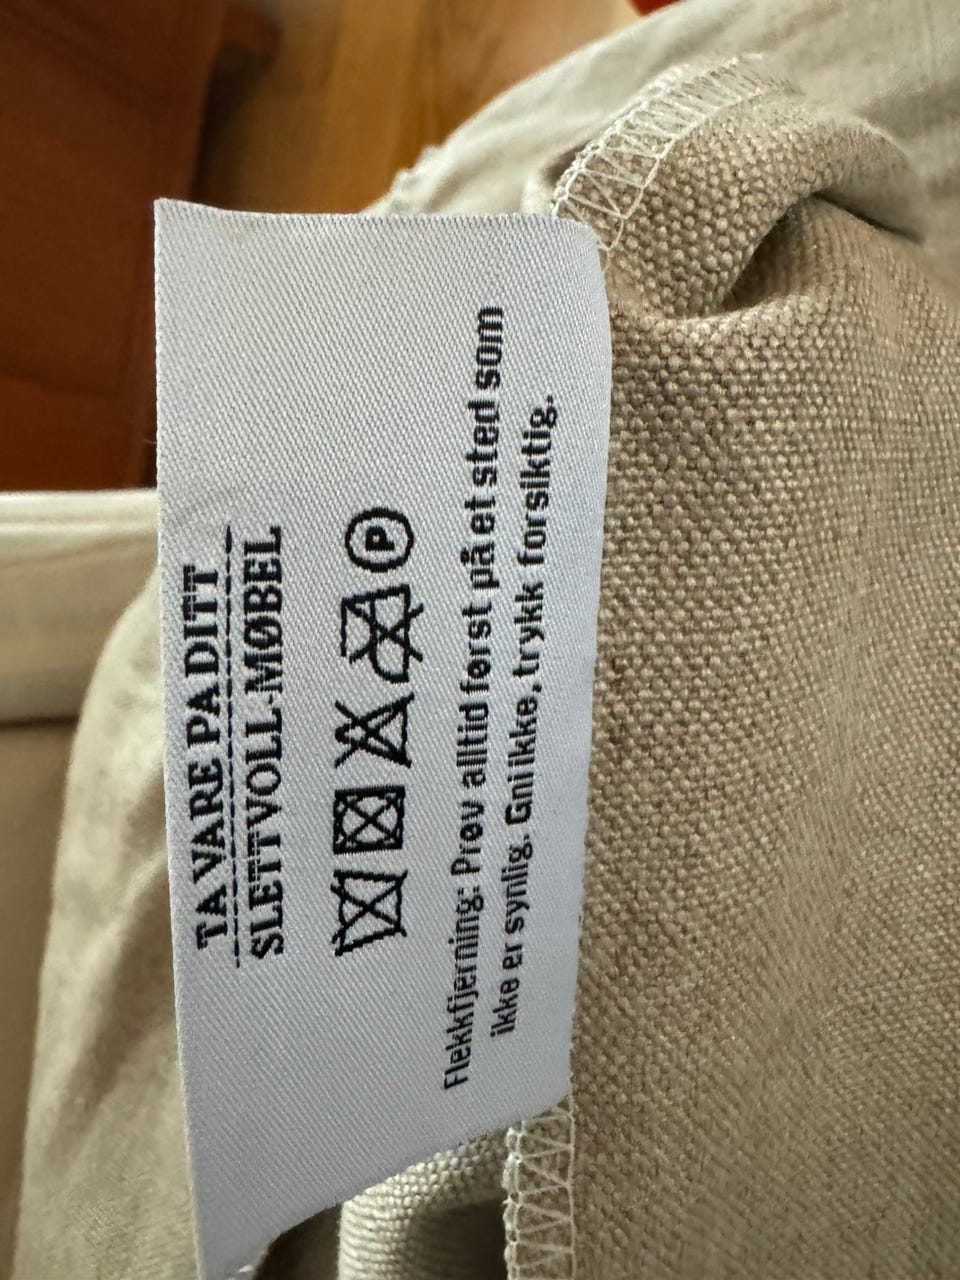 TA VARE PÅ DITT
SLETTVOLL-MØBEL
P
Flekkfjerning: Prøv alltid først på et sted som
ikke er synlig. Gni ikke, trykk forsiktig.